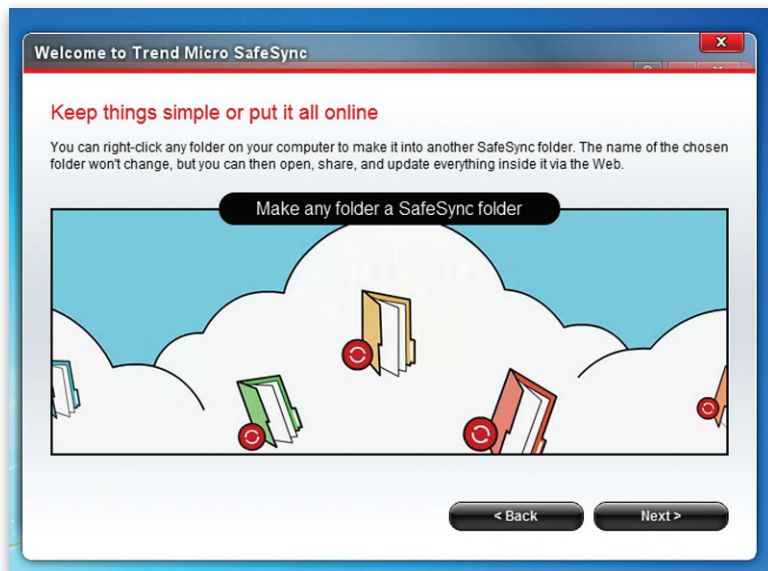 Welcome to Trend Micro SafeSync
Keep things simple or put it all online
You can right-click any folder on your computer to make it into another SafeSync folder. The name of the chosen
folder won't change, but you can then open, share, and update everything inside it via the Web.
Make any folder a SafeSync folder
< Back
Next >